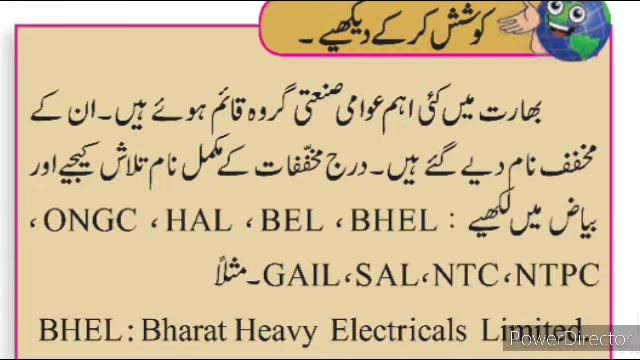 کوشش کر کے دیکھیے ۔
بھارت میں کئی اہم عوامی صنعتی گروہ قائم ہوئے ہیں۔ ان کے
مخفف نام دیے گئے ہیں۔ درج مخفّفات کے مکمل نام تلاش کیجیے اور
بیاض میں لکھیے : BHEL، BEL، HAL، ONGC،
NTPC، NTC، SAL، GAIL۔ مثلاً
BHEL: Bharat Heavy Electricals Limited
PowerDirector